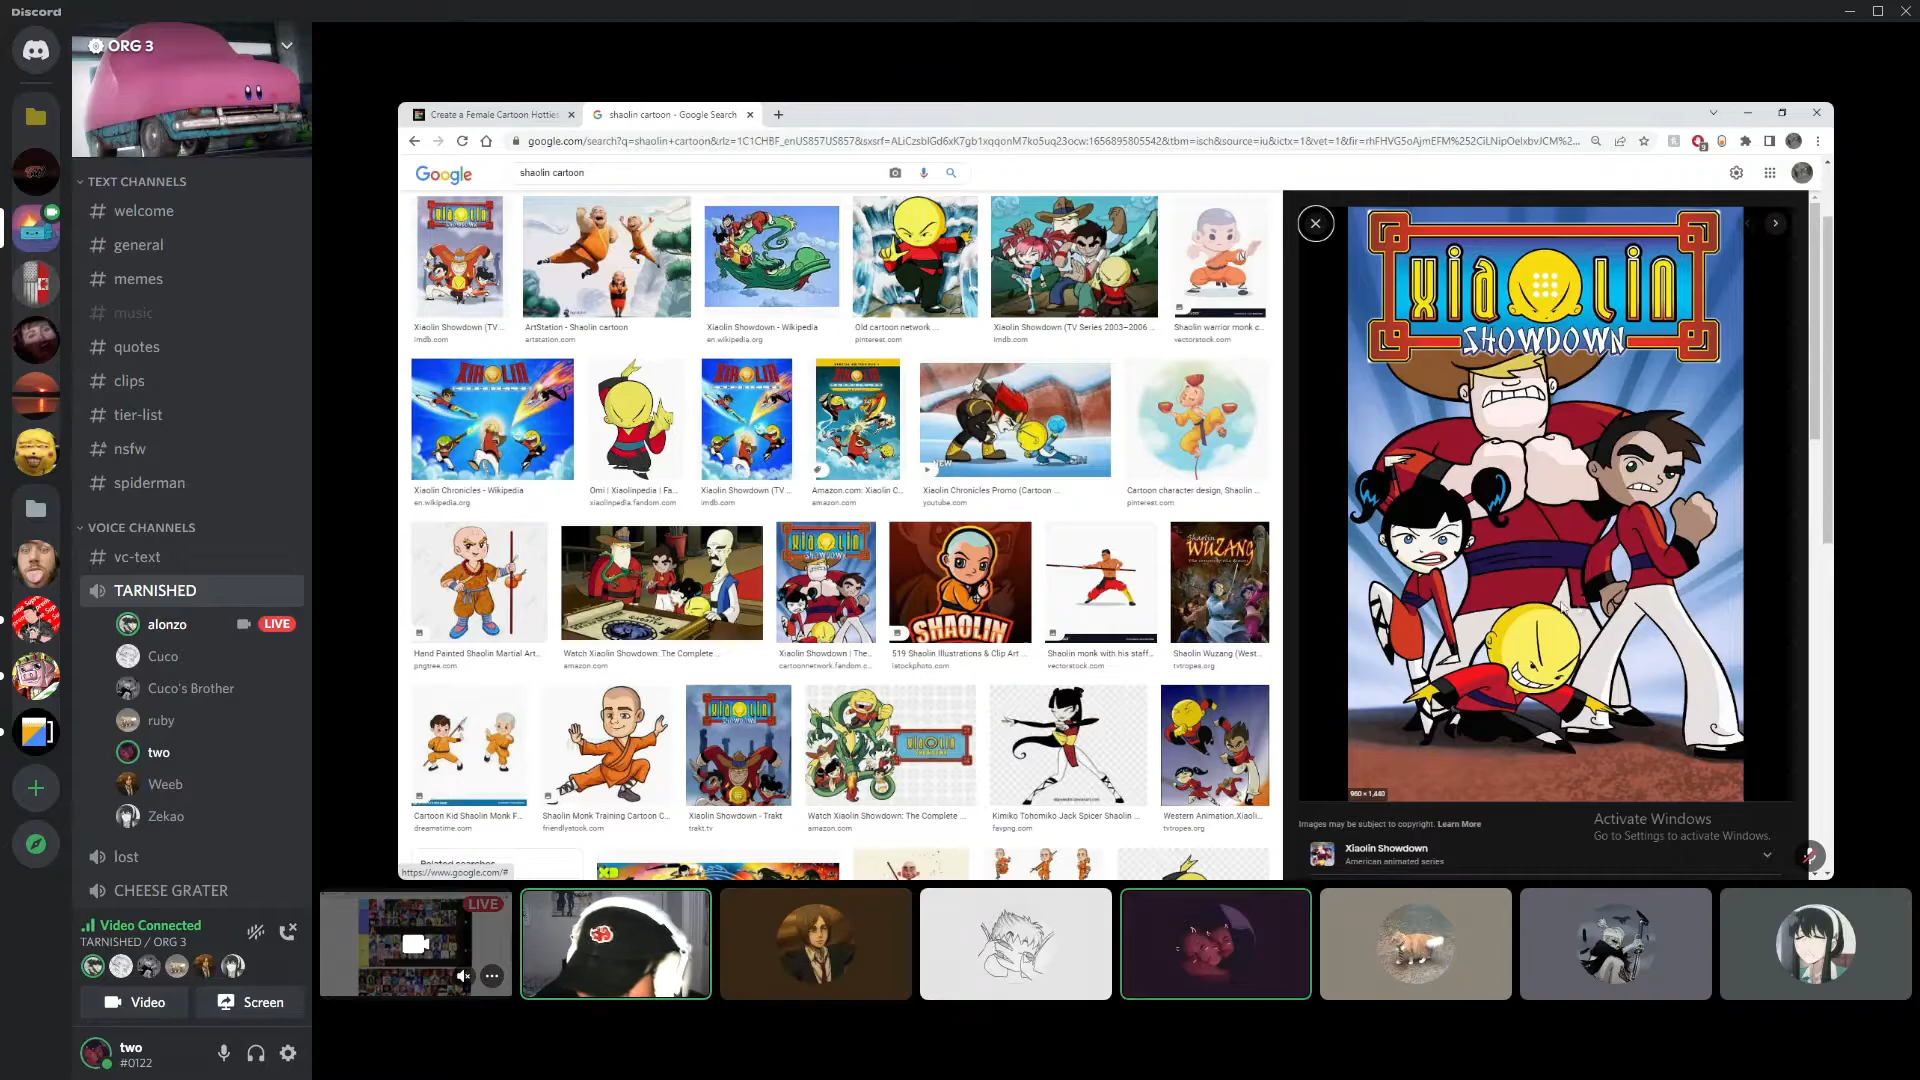 Discord
ORG 3
TEXT CHANNELS
welcome
general
memes
music
quotes
clips
tier-list
nsfw
spiderman
VOICE CHANNELS
vc-text
TARNISHED
alonzo
LIVE
Cuco
Cuco's Brother
ruby
two
Weeb
Zekao
lost
CHEESE GRATER
Video Connected
TARNISHED / ORG 3
Video
Screen
two
#0122
Create a Female Cartoon Hotties
shaolin cartoon - Google Search
Google
shaolin cartoon
Xiaolin Showdown (TV ...
imdb.com
ArtStation - Shaolin cartoon
artstation.com
Xiaolin Showdown - Wikipedia
en.wikipedia.org
Old cartoon network ...
pinterest.com
Xiaolin Showdown (TV Series 2003–2006 ...
imdb.com
Shaolin warrior monk c...
vectorstock.com
Xiaolin Chronicles - Wikipedia
en.wikipedia.org
Omi | Xiaolinpedia | Fa...
xiaolinpedia.fandom.com
Xiaolin Showdown (TV ...
imdb.com
Amazon.com: Xiaolin C...
amazon.com
NEW
Xiaolin Chronicles Promo (Cartoon ...
youtube.com
Cartoon character design, Shaolin ...
pinterest.com
Hand Painted Shaolin Martial Art...
pngtree.com
Watch Xiaolin Showdown: The Complete ...
amazon.com
Xiaolin Showdown | The...
cartoonnetwork.fandom.c...
SHAOLIN
519 Shaolin Illustrations & Clip Art ...
istockphoto.com
Shaolin monk with his staff...
vectorstock.com
Shaolin
WUZANG
Shaolin Wuzang (West...
tvtropes.org
Cartoon Kid Shaolin Monk F...
dreamtime.com
Shaolin Monk Training Cartoon C...
friendlystock.com
Xiaolin Showdown - Trakt
trakt.tv
Watch Xiaolin Showdown: The Complete ...
amazon.com
Kimiko Tohomiko Jack Spicer Shaolin ...
favpng.com
Western Animation.Xiaoli...
tvtropes.org
Related searches
https://www.google.com/#
XIAOLIN
SHOWDOWN
960 × 1,440
Images may be subject to copyright. Learn More
Xiaolin Showdown
American animated series
Activate Windows
Go to Settings to activate Windows.
LIVE